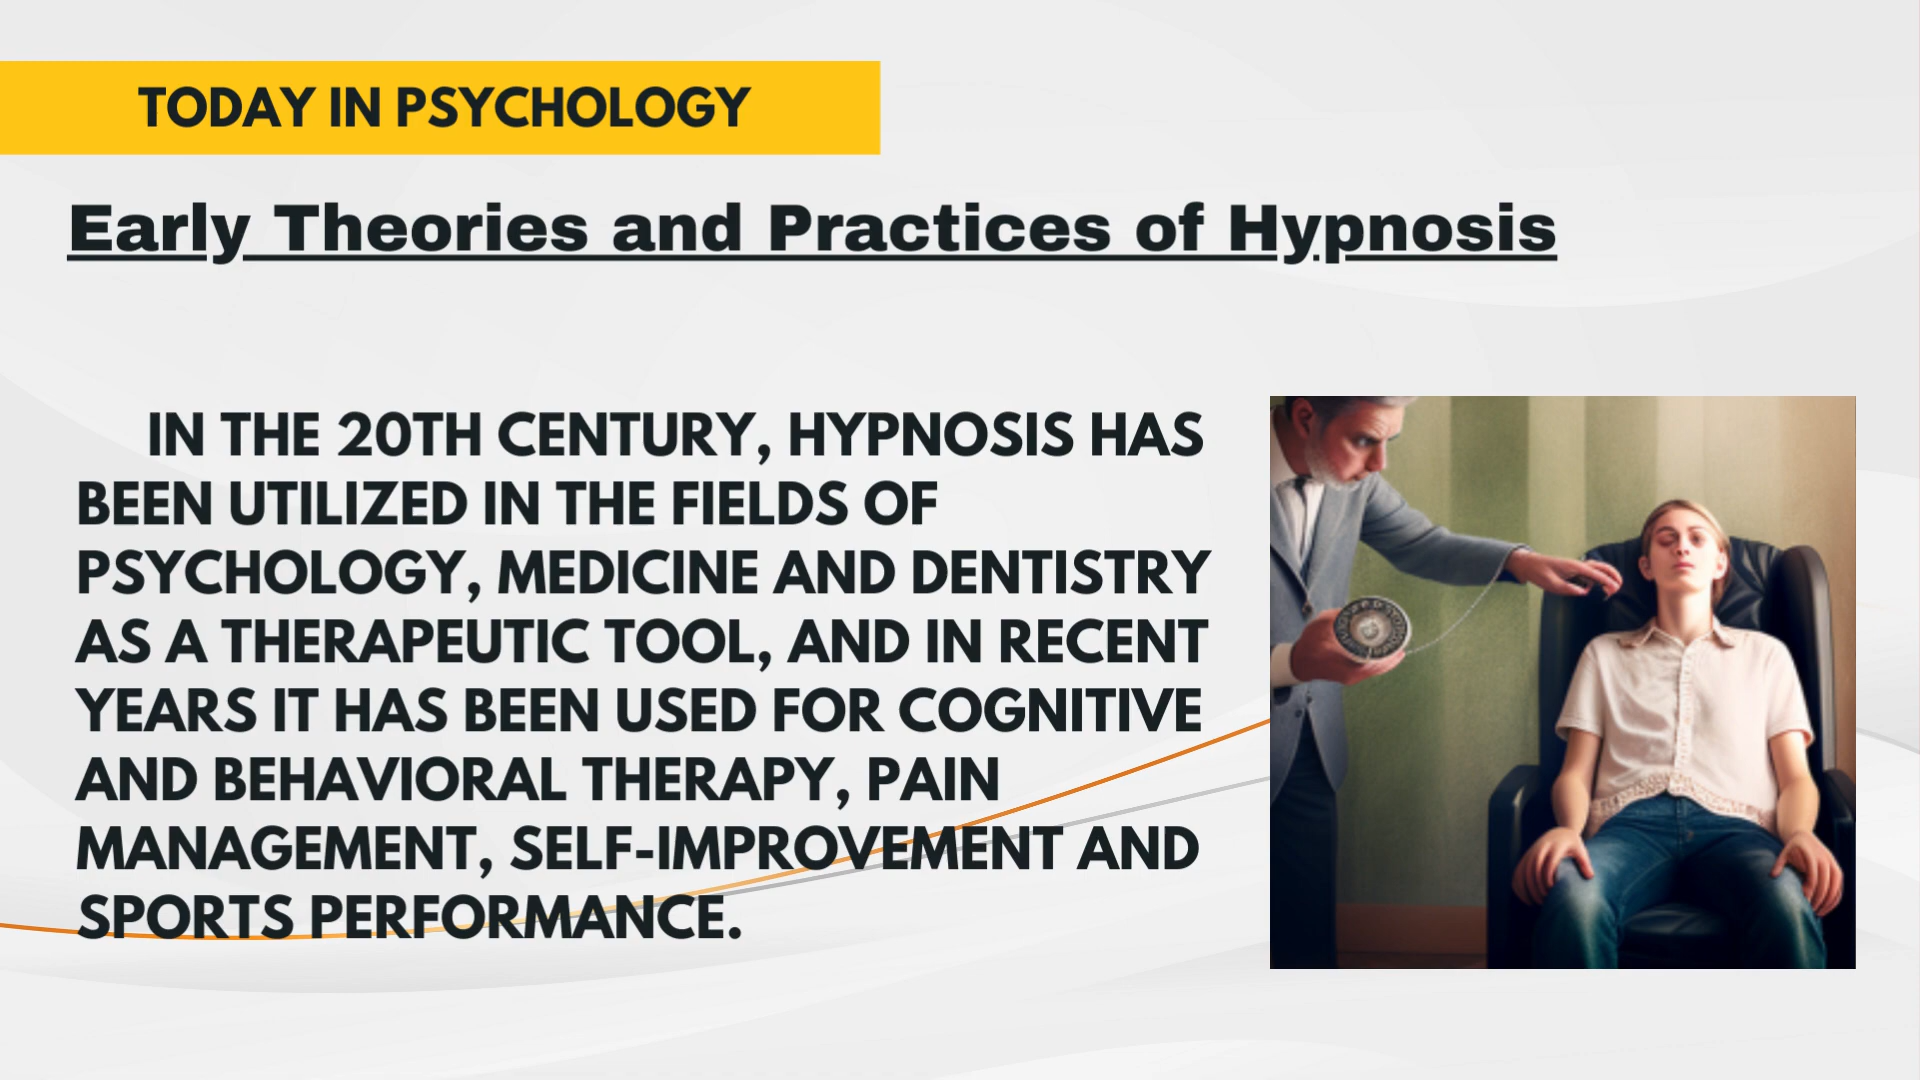 TODAY IN PSYCHOLOGY
Early Theories and Practices of Hypnosis
IN THE 20TH CENTURY, HYPNOSIS HAS
BEEN UTILIZED IN THE FIELDS OF
PSYCHOLOGY, MEDICINE AND DENTISTRY
AS A THERAPEUTIC TOOL, AND IN RECENT
YEARS IT HAS BEEN USED FOR COGNITIVE
AND BEHAVIORAL THERAPY, PAIN
MANAGEMENT, SELF-IMPROVEMENT AND
SPORTS PERFORMANCE.